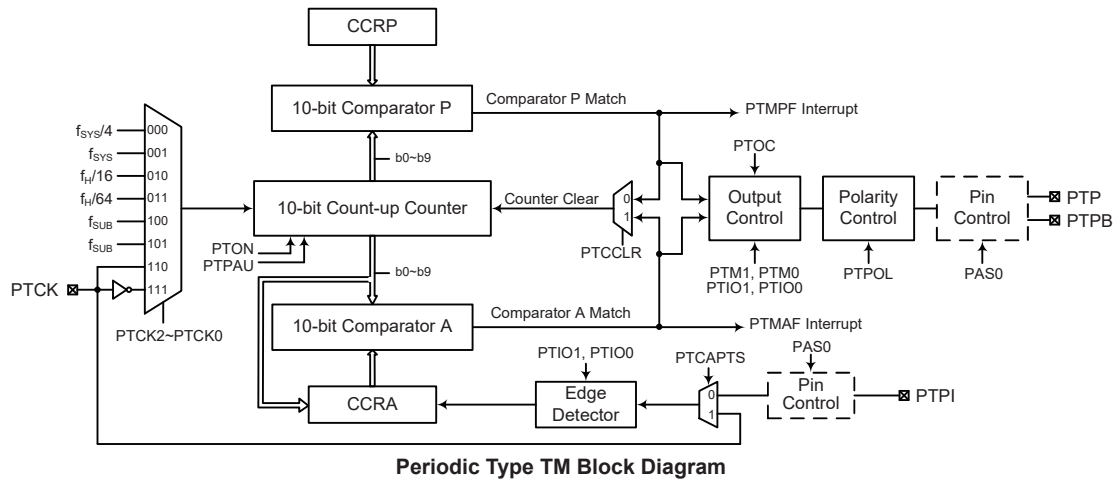 CCRP
10-bit Comparator P
Comparator P Match
PTMPF Interrupt
b0~b9
fSYS/4
000
fSYS
001
fH/16
010
fH/64
011
fSUB
100
fSUB
101
110
111
PTCK
PTCK2~PTCK0
10-bit Count-up Counter
PTON
PTPAU
Counter Clear
0
1
PTCCLR
PTOC
Output
Control
PTM1, PTM0
PTIO1, PTIO0
Polarity
Control
PTPOL
Pin
Control
PAS0
PTP
PTPB
b0~b9
10-bit Comparator A
Comparator A Match
PTMAF Interrupt
CCRA
PTIO1, PTIO0
Edge
Detector
PTCAPTS
0
1
PAS0
Pin
Control
PTPI
Periodic Type TM Block Diagram